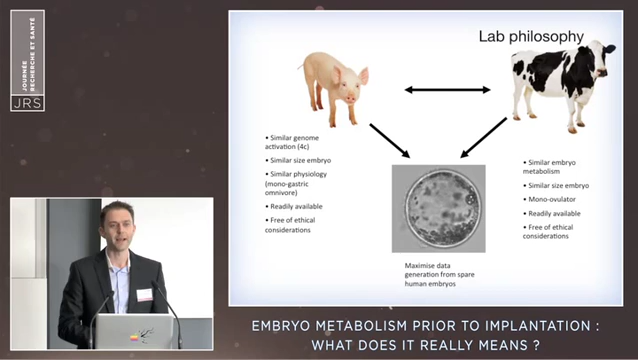 JOURNÉE
RECHERCHE ET SANTÉ
JRS
Lab philosophy
• Similar genome
activation (4c)
• Similar size embryo
• Similar physiology
(mono-gastric
omnivore)
• Readily available
• Free of ethical
considerations
• Similar embryo
metabolism
• Similar size embryo
• Mono-ovulator
• Readily available
• Free of ethical
considerations
Maximise data
generation from spare
human embryos
EMBRYO METABOLISM PRIOR TO IMPLANTATION :
WHAT DOES IT REALLY MEANS ?